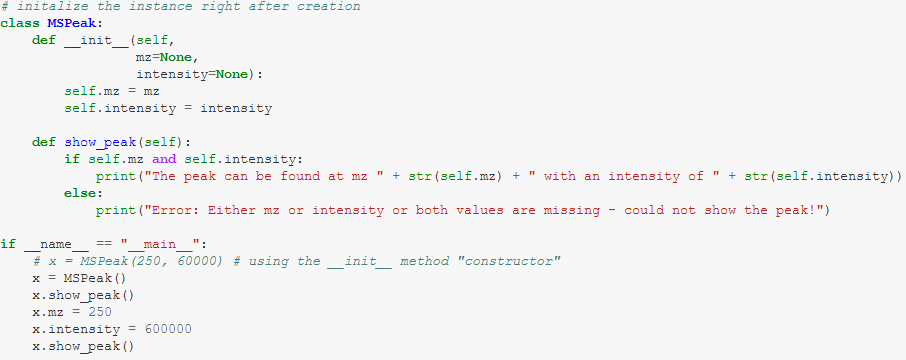 # initalize the instance right after creation
class MSPeak:
    def __init__(self,
                 mz=None,
                 intensity=None):
        self.mz = mz
        self.intensity = intensity

    def show_peak(self):
        if self.mz and self.intensity:
            print("The peak can be found at mz " + str(self.mz) + " with an intensity of " + str(self.intensity))
        else:
            print("Error: Either mz or intensity or both values are missing - could not show the peak!")

if __name__ == "__main__":
    # x = MSPeak(250, 60000) # using the __init__ method "constructor"
    x = MSPeak()
    x.show_peak()
    x.mz = 250
    x.intensity = 600000
    x.show_peak()